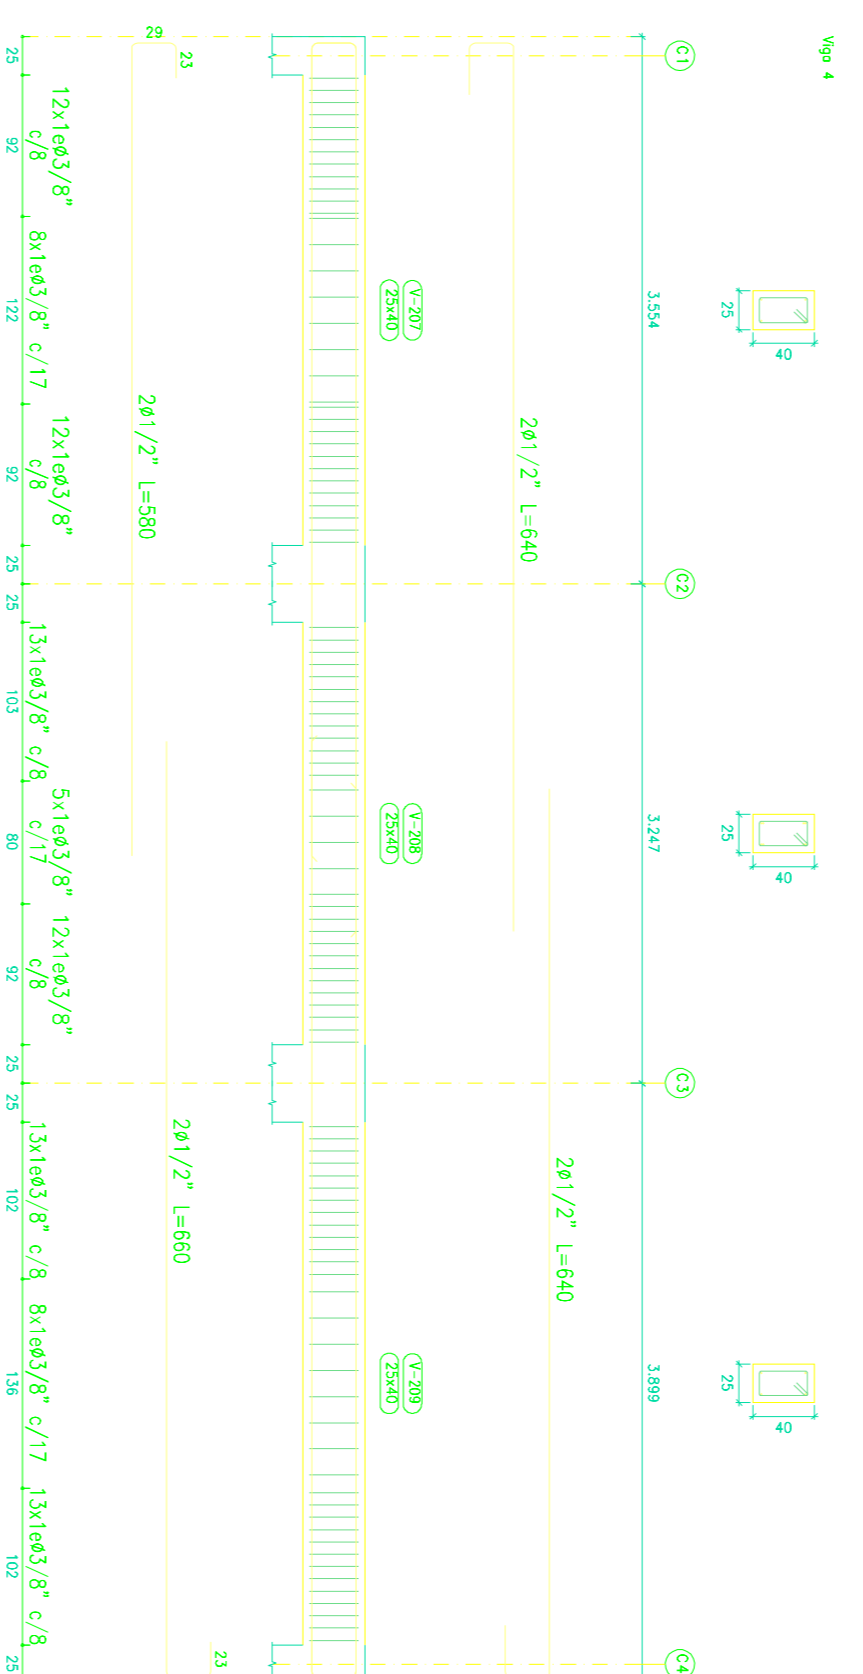 Viga 4
25
40
25
40
25
40
C1
C2
C3
C4
3.554
3.247
3.899
2ø1/2" L=640
2ø1/2" L=640
V-207
25x40
V-208
25x40
V-209
25x40
29
23
2ø1/2" L=580
2ø1/2" L=660
23
12x1eø3/8"
c/8
8x1eø3/8" c/17
12x1eø3/8"
c/8
13x1eø3/8" c/8
5x1eø3/8"
c/17
12x1eø3/8"
c/8
13x1eø3/8" c/8
8x1eø3/8" c/17
13x1eø3/8" c/8
25
92
122
92
25
25
103
80
92
25
25
102
136
102
25